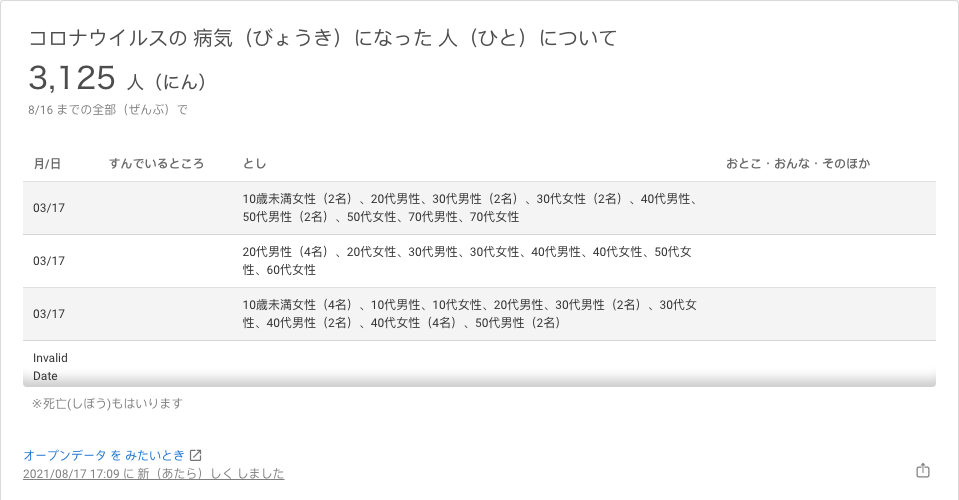 コロナウイルスの 病気（びょうき）になった 人（ひと）について
3,125 人（にん）
8/16 までの全部（ぜんぶ）で
月/日 すんでいるところ とし おとこ・おんな・そのほか
03/17 10歳未満女性（2名）、20代男性、30代男性（2名）、30代女性（2名）、40代男性、
50代男性（2名）、50代女性、70代男性、70代女性
03/17 20代男性（4名）、20代女性、30代男性、30代女性、40代男性、40代女性、50代女
性、60代女性
03/17 10歳未満女性（4名）、10代男性、10代女性、20代男性、30代男性（2名）、30代女
性、40代男性（2名）、40代女性（4名）、50代男性（2名）
Invalid
Date
※死亡(しぼう)もはいります
オープンデータ を みたいとき
2021/08/17 17:09 に 新（あたら）しく しました